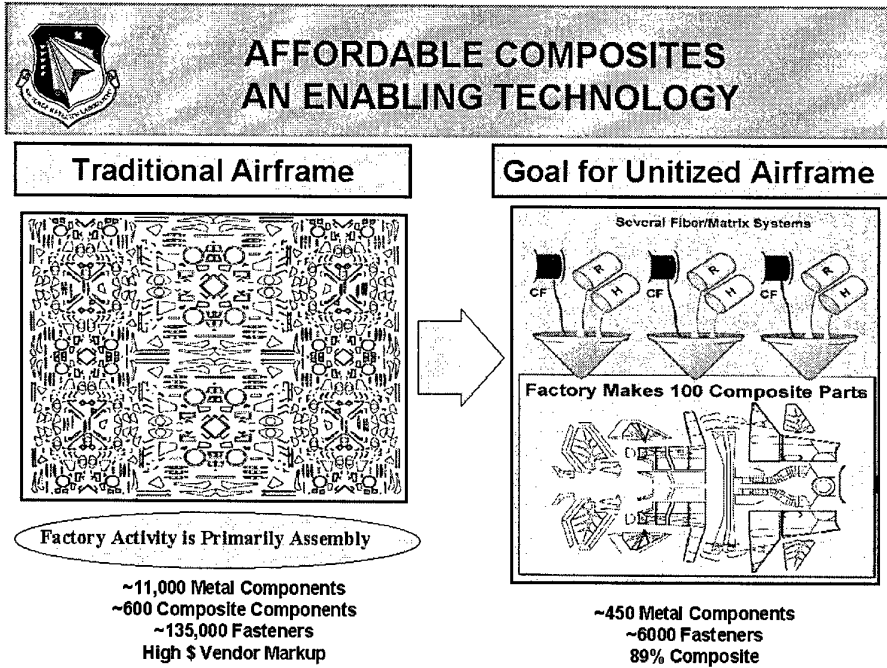 AFFORDABLE COMPOSITES
AN ENABLING TECHNOLOGY
Traditional Airframe
Factory Activity is Primarily Assembly
~11,000 Metal Components
~600 Composite Components
~135,000 Fasteners
High $ Vendor Markup
Goal for Unitized Airframe
Several Fibor/Matrix Systems
CF R H CF R H CF R H
Factory Makes 100 Composite Parts
~450 Metal Components
~6000 Fasteners
89% Composite